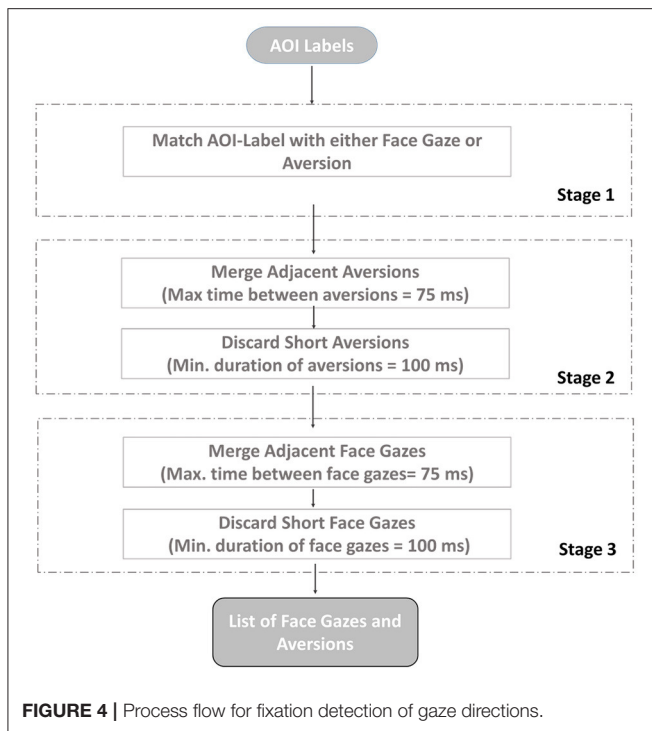 AOI Labels
Match AOI-Label with either Face Gaze or
Aversion
Stage 1
Merge Adjacent Aversions
(Max time between aversions = 75 ms)
Discard Short Aversions
(Min. duration of aversions = 100 ms)
Stage 2
Merge Adjacent Face Gazes
(Max. time between face gazes= 75 ms)
Discard Short Face Gazes
(Min. duration of face gazes = 100 ms)
Stage 3
List of Face Gazes and
Aversions
FIGURE 4 | Process flow for fixation detection of gaze directions.